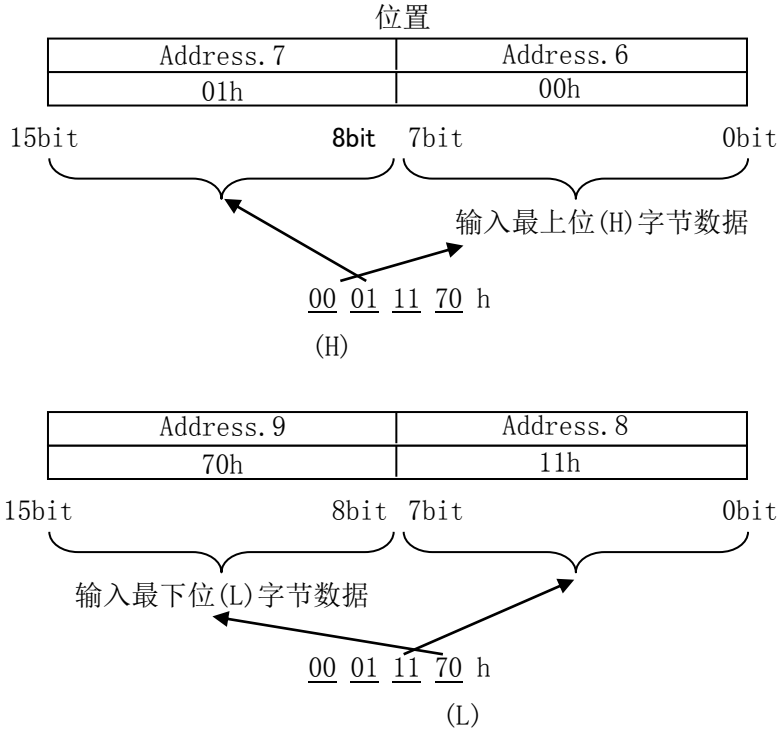 位置
Address.7 Address.6
01h 00h
15bit 8bit 7bit 0bit
输入最上位(H)字节数据
00 01 11 70 h
(H)
Address.9 Address.8
70h 11h
15bit 8bit 7bit 0bit
输入最下位(L)字节数据
00 01 11 70 h
(L)